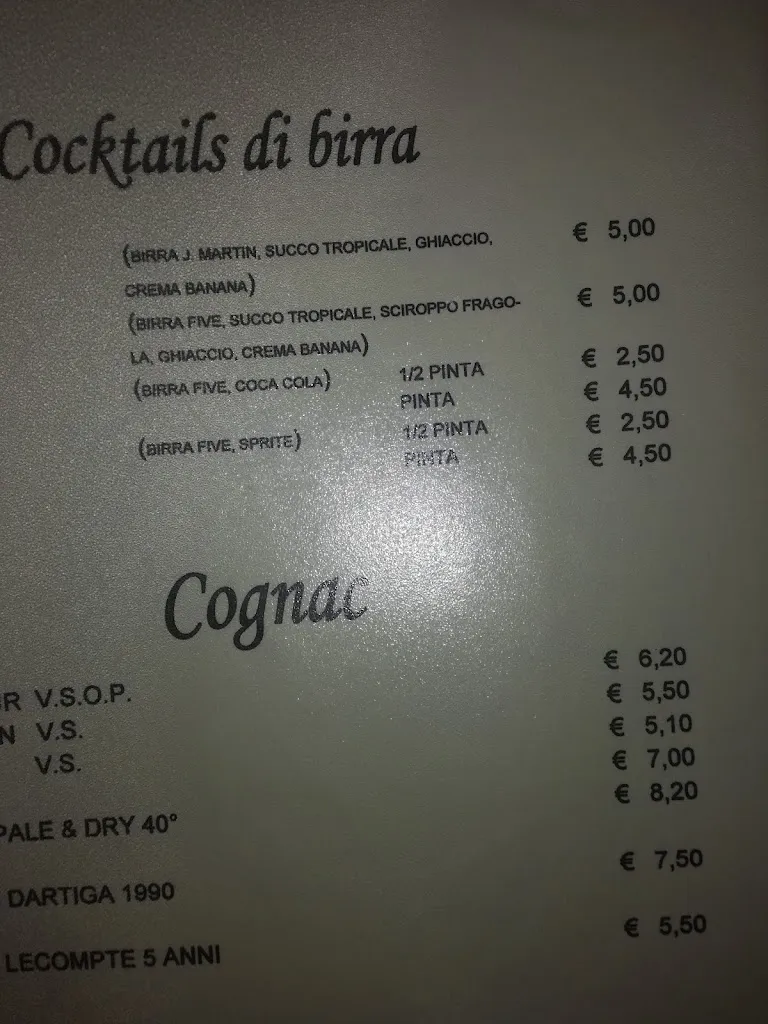 Cocktails di birra
(BIRRA J. MARTIN, SUCCO TROPICALE, GHIACCIO, € 5,00
CREMA BANANA)
(BIRRA FIVE, SUCCO TROPICALE, SCIROPPO FRAGO- € 5,00
LA, GHIACCIO, CREMA BANANA)
(BIRRA FIVE, COCA COLA) 1/2 PINTA € 2,50
PINTA € 4,50
(BIRRA FIVE, SPRITE) 1/2 PINTA € 2,50
PINTA € 4,50
Cognac
R V.S.O.P. € 6,20
N V.S. € 5,50
V.S. € 5,10
€ 7,00
PALE & DRY 40° € 8,20
DARTIGA 1990 € 7,50
LECOMPTE 5 ANNI € 5,50